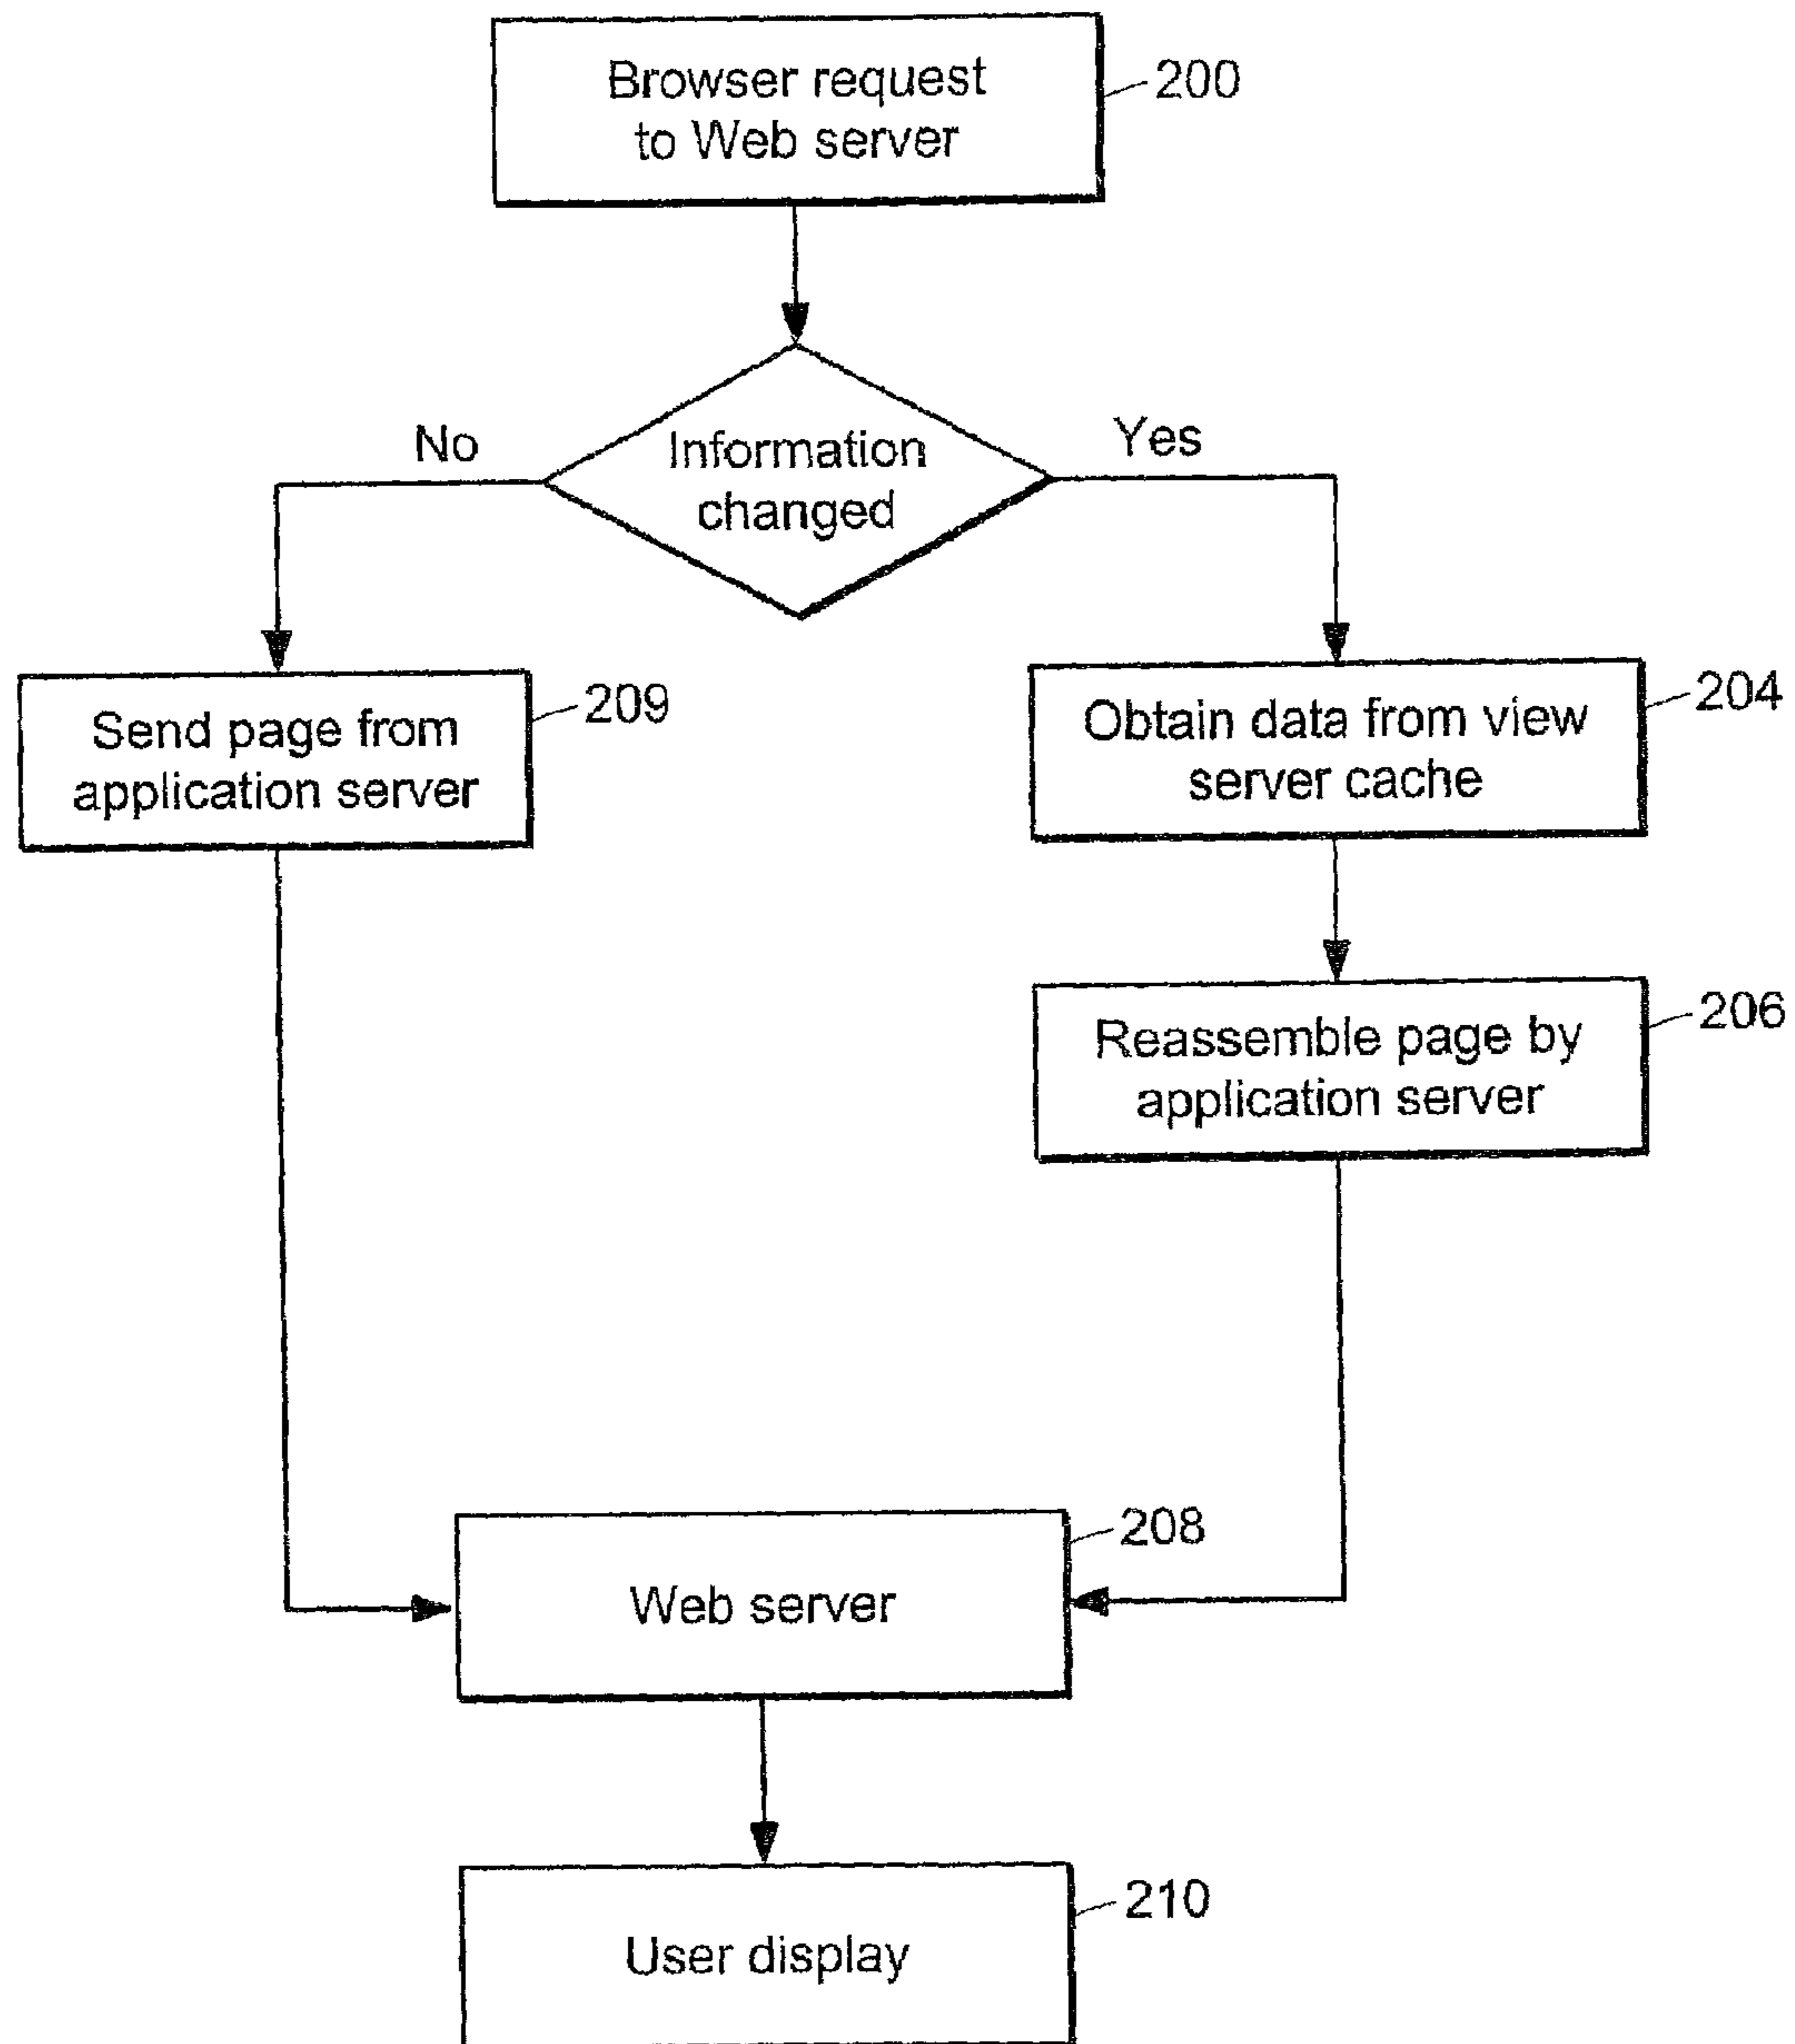 Browser request
to Web server
200
Information
changed
No
Yes
Send page from
application server
209
Obtain data from view
server cache
204
Reassemble page by
application server
206
Web server
208
User display
210